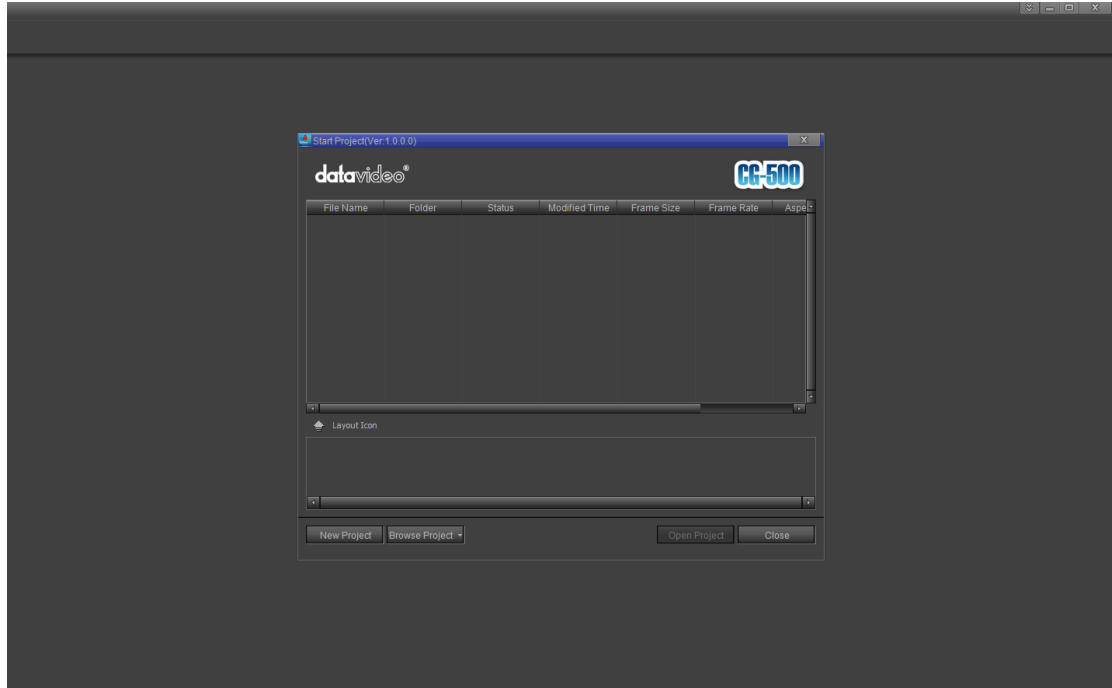 Start Project(Ver:1.0.0.0)
datavideo®
CG-500
File Name Folder Status Modified Time Frame Size Frame Rate Aspe
Layout Icon
New Project Browse Project Open Project Close